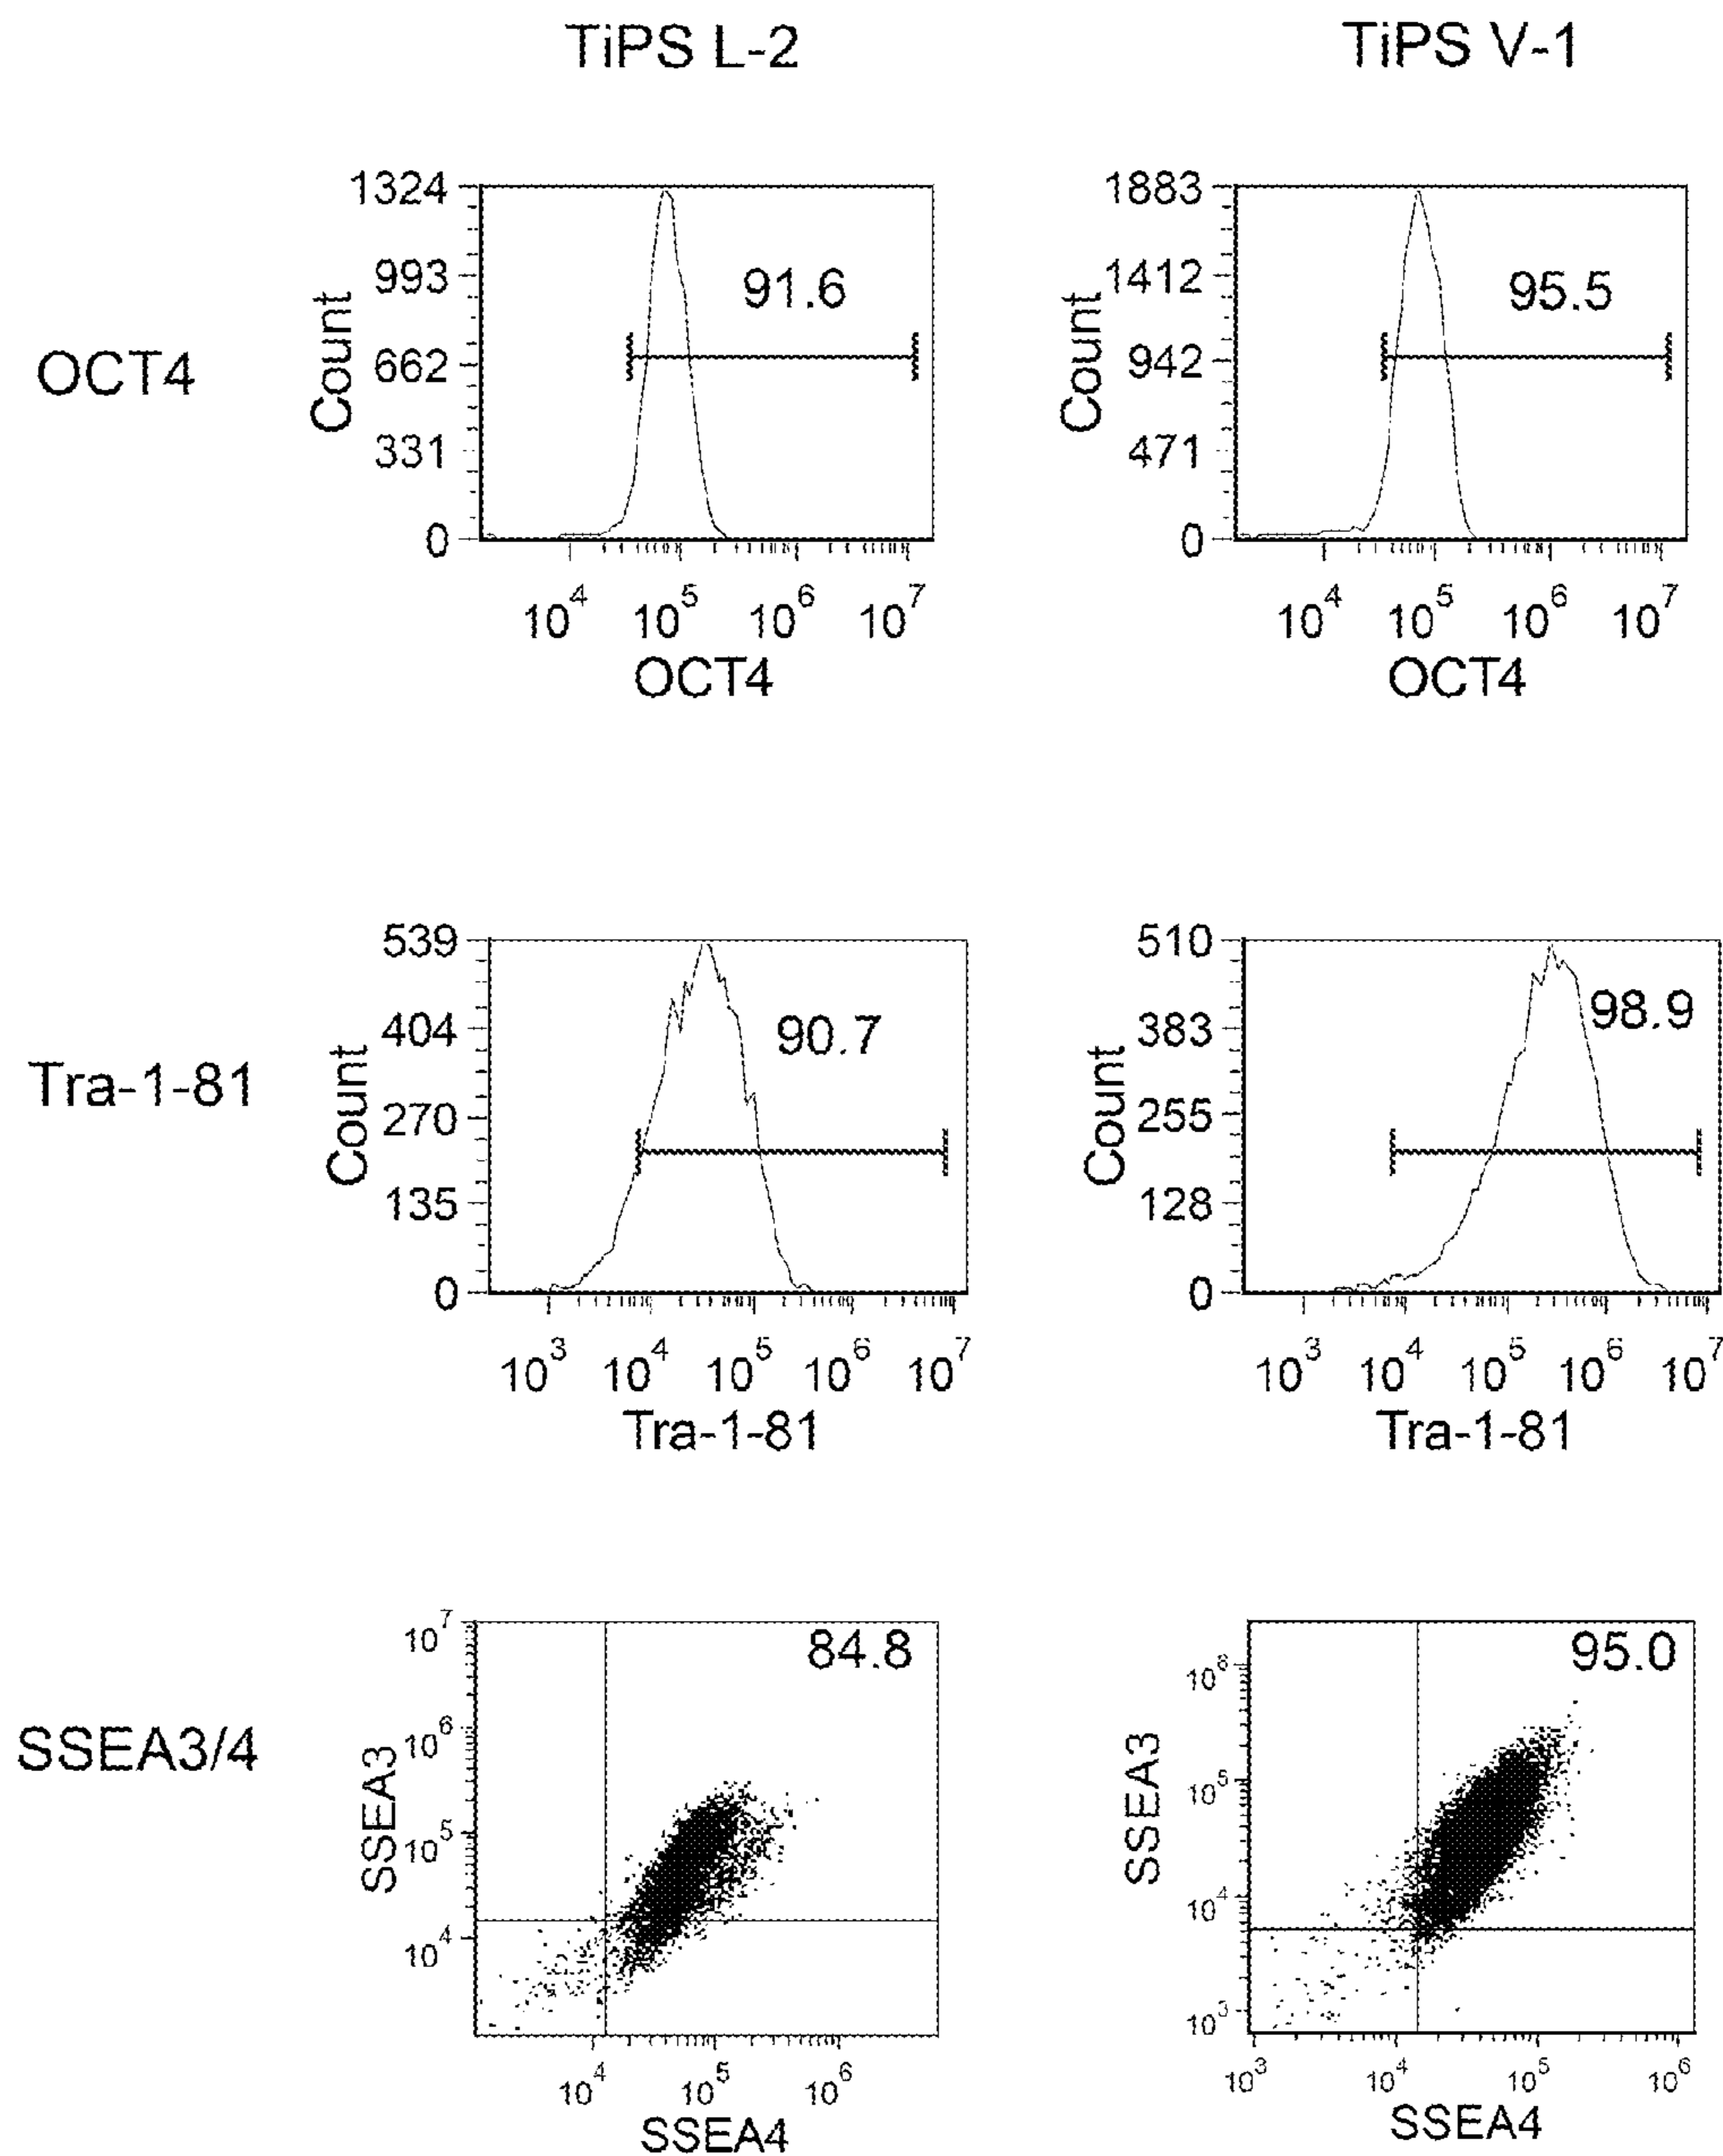 TiPS L-2
TiPS V-1
OCT4
Count
1324
993
662
331
0
91.6
10^4 10^5 10^6 10^7
OCT4
Count
1883
1412
942
471
0
95.5
10^4 10^5 10^6 10^7
OCT4
Tra-1-81
Count
539
404
270
135
0
90.7
10^3 10^4 10^5 10^6 10^7
Tra-1-81
Count
510
383
255
128
0
98.9
10^3 10^4 10^5 10^6 10^7
Tra-1-81
SSEA3/4
SSEA3
10^7
10^6
10^5
10^4
84.8
10^4 10^5 10^6
SSEA4
SSEA3
10^8
10^5
10^4
10^3
95.0
10^3 10^4 10^5 10^6
SSEA4